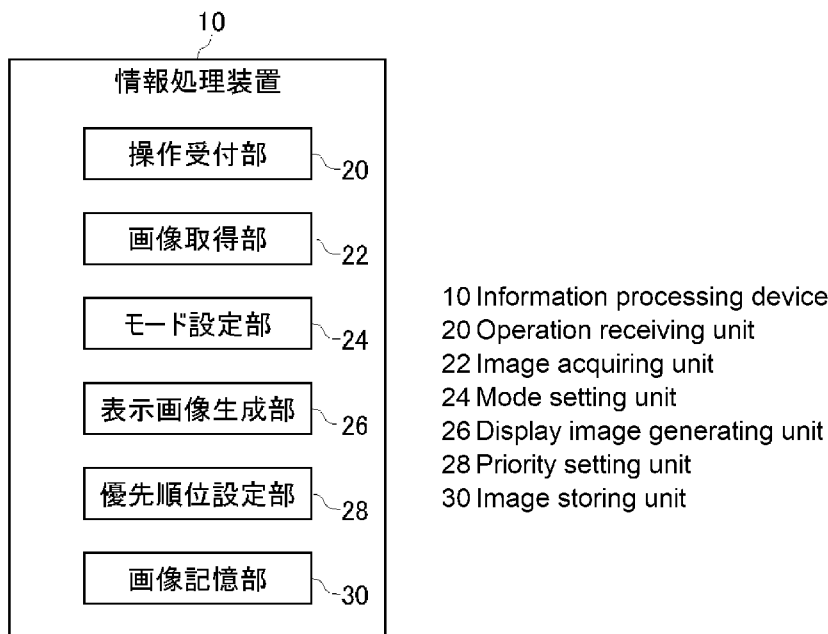 10
情報処理装置
操作受付部
20
画像取得部
22
モード設定部
24
表示画像生成部
26
優先順位設定部
28
画像記憶部
30
10 Information processing device
20 Operation receiving unit
22 Image acquiring unit
24 Mode setting unit
26 Display image generating unit
28 Priority setting unit
30 Image storing unit